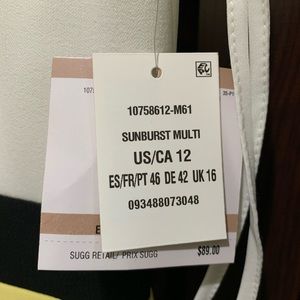 10758612-M61
SUNBURST MULTI
US/CA 12
ES/FR/PT 46 DE 42 UK 16
093488073048
SUGG RETAIL/ PRIX SUGG
$89.00